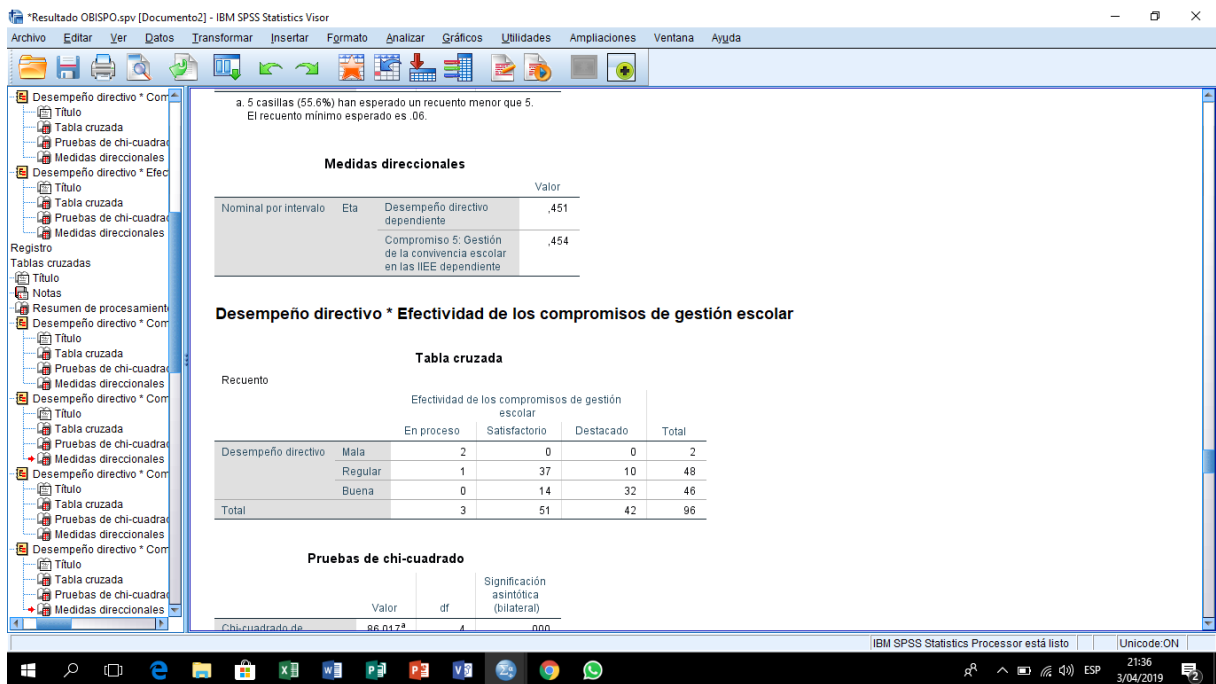 *Resultado OBISPO.spv [Documento2] - IBM SPSS Statistics Visor
Archivo Editar Ver Datos Transformar Insertar Formato Analizar Gráficos Utilidades Ampliaciones Ventana Ayuda
Desempeño directivo * Com
Título
Tabla cruzada
Pruebas de chi-cuadrad
Medidas direccionales
Desempeño directivo * Efec
Título
Tabla cruzada
Pruebas de chi-cuadrad
Medidas direccionales
Registro
Tablas cruzadas
Título
Notas
Resumen de procesamiento
Desempeño directivo * Com
Título
Tabla cruzada
Pruebas de chi-cuadrad
Medidas direccionales
Desempeño directivo * Com
Título
Tabla cruzada
Pruebas de chi-cuadrad
Medidas direccionales
Desempeño directivo * Com
Título
Tabla cruzada
Pruebas de chi-cuadrad
Medidas direccionales
Desempeño directivo * Com
Título
Tabla cruzada
Pruebas de chi-cuadrad
Medidas direccionales
a. 5 casillas (55.6%) han esperado un recuento menor que 5.
El recuento mínimo esperado es .06.
Medidas direccionales
Valor
Nominal por intervalo Eta Desempeño directivo ,451
dependiente
Compromiso 5: Gestión ,454
de la convivencia escolar
en las IIEE dependiente
Desempeño directivo * Efectividad de los compromisos de gestión escolar
Tabla cruzada
Recuento
Efectividad de los compromisos de gestión
escolar
En proceso Satisfactorio Destacado Total
Desempeño directivo Mala 2 0 0 2
Regular 1 37 10 48
Buena 0 14 32 46
Total 3 51 42 96
Pruebas de chi-cuadrado
Significación
asintótica
Valor df (bilateral)
Chi-cuadrado de 86,017ª 4 ,000
IBM SPSS Statistics Processor está listo Unicode:ON
ESP
21:36
3/04/2019